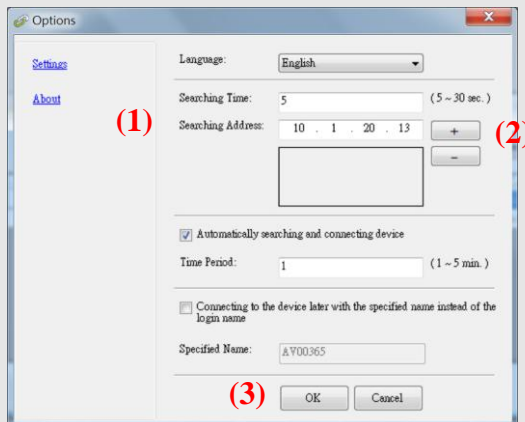 Options
Settings
About
Language: English
(1)
Searching Time: 5 (5 ~ 30 sec.)
Searching Address: 10 . 1 . 20 . 13 +
(2)
−
Automatically searching and connecting device
Time Period: 1 (1 ~ 5 min.)
Connecting to the device later with the specified name instead of the
login name
Specified Name: AV00365
(3) OK Cancel